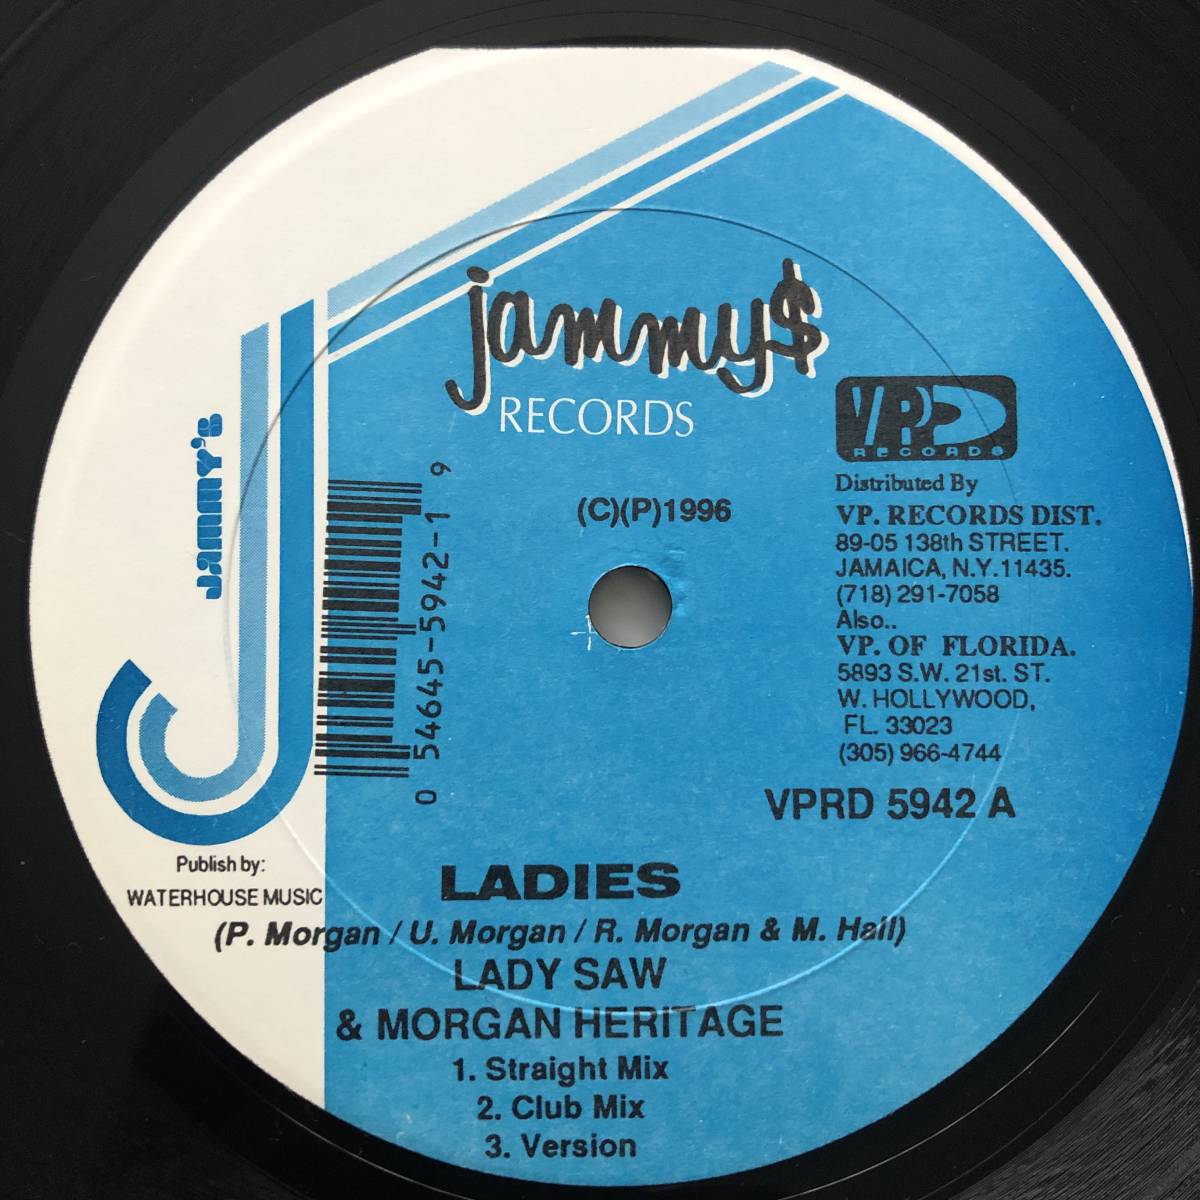 jammy$
RECORDS
JAMMY'S
VP
RECORDS
Distributed By
VP. RECORDS DIST.
89-05 138th STREET.
JAMAICA, N.Y.11435.
(718) 291-7058
Also..
VP. OF FLORIDA.
5893 S.W. 21st. ST.
W. HOLLYWOOD,
FL. 33023
(305) 966-4744
(C)(P)1996
0 54645-5942-1 9
VPRD 5942 A
Publish by:
WATERHOUSE MUSIC
LADIES
(P. Morgan / U. Morgan / R. Morgan & M. Hall)
LADY SAW
& MORGAN HERITAGE
1. Straight Mix
2. Club Mix
3. Version